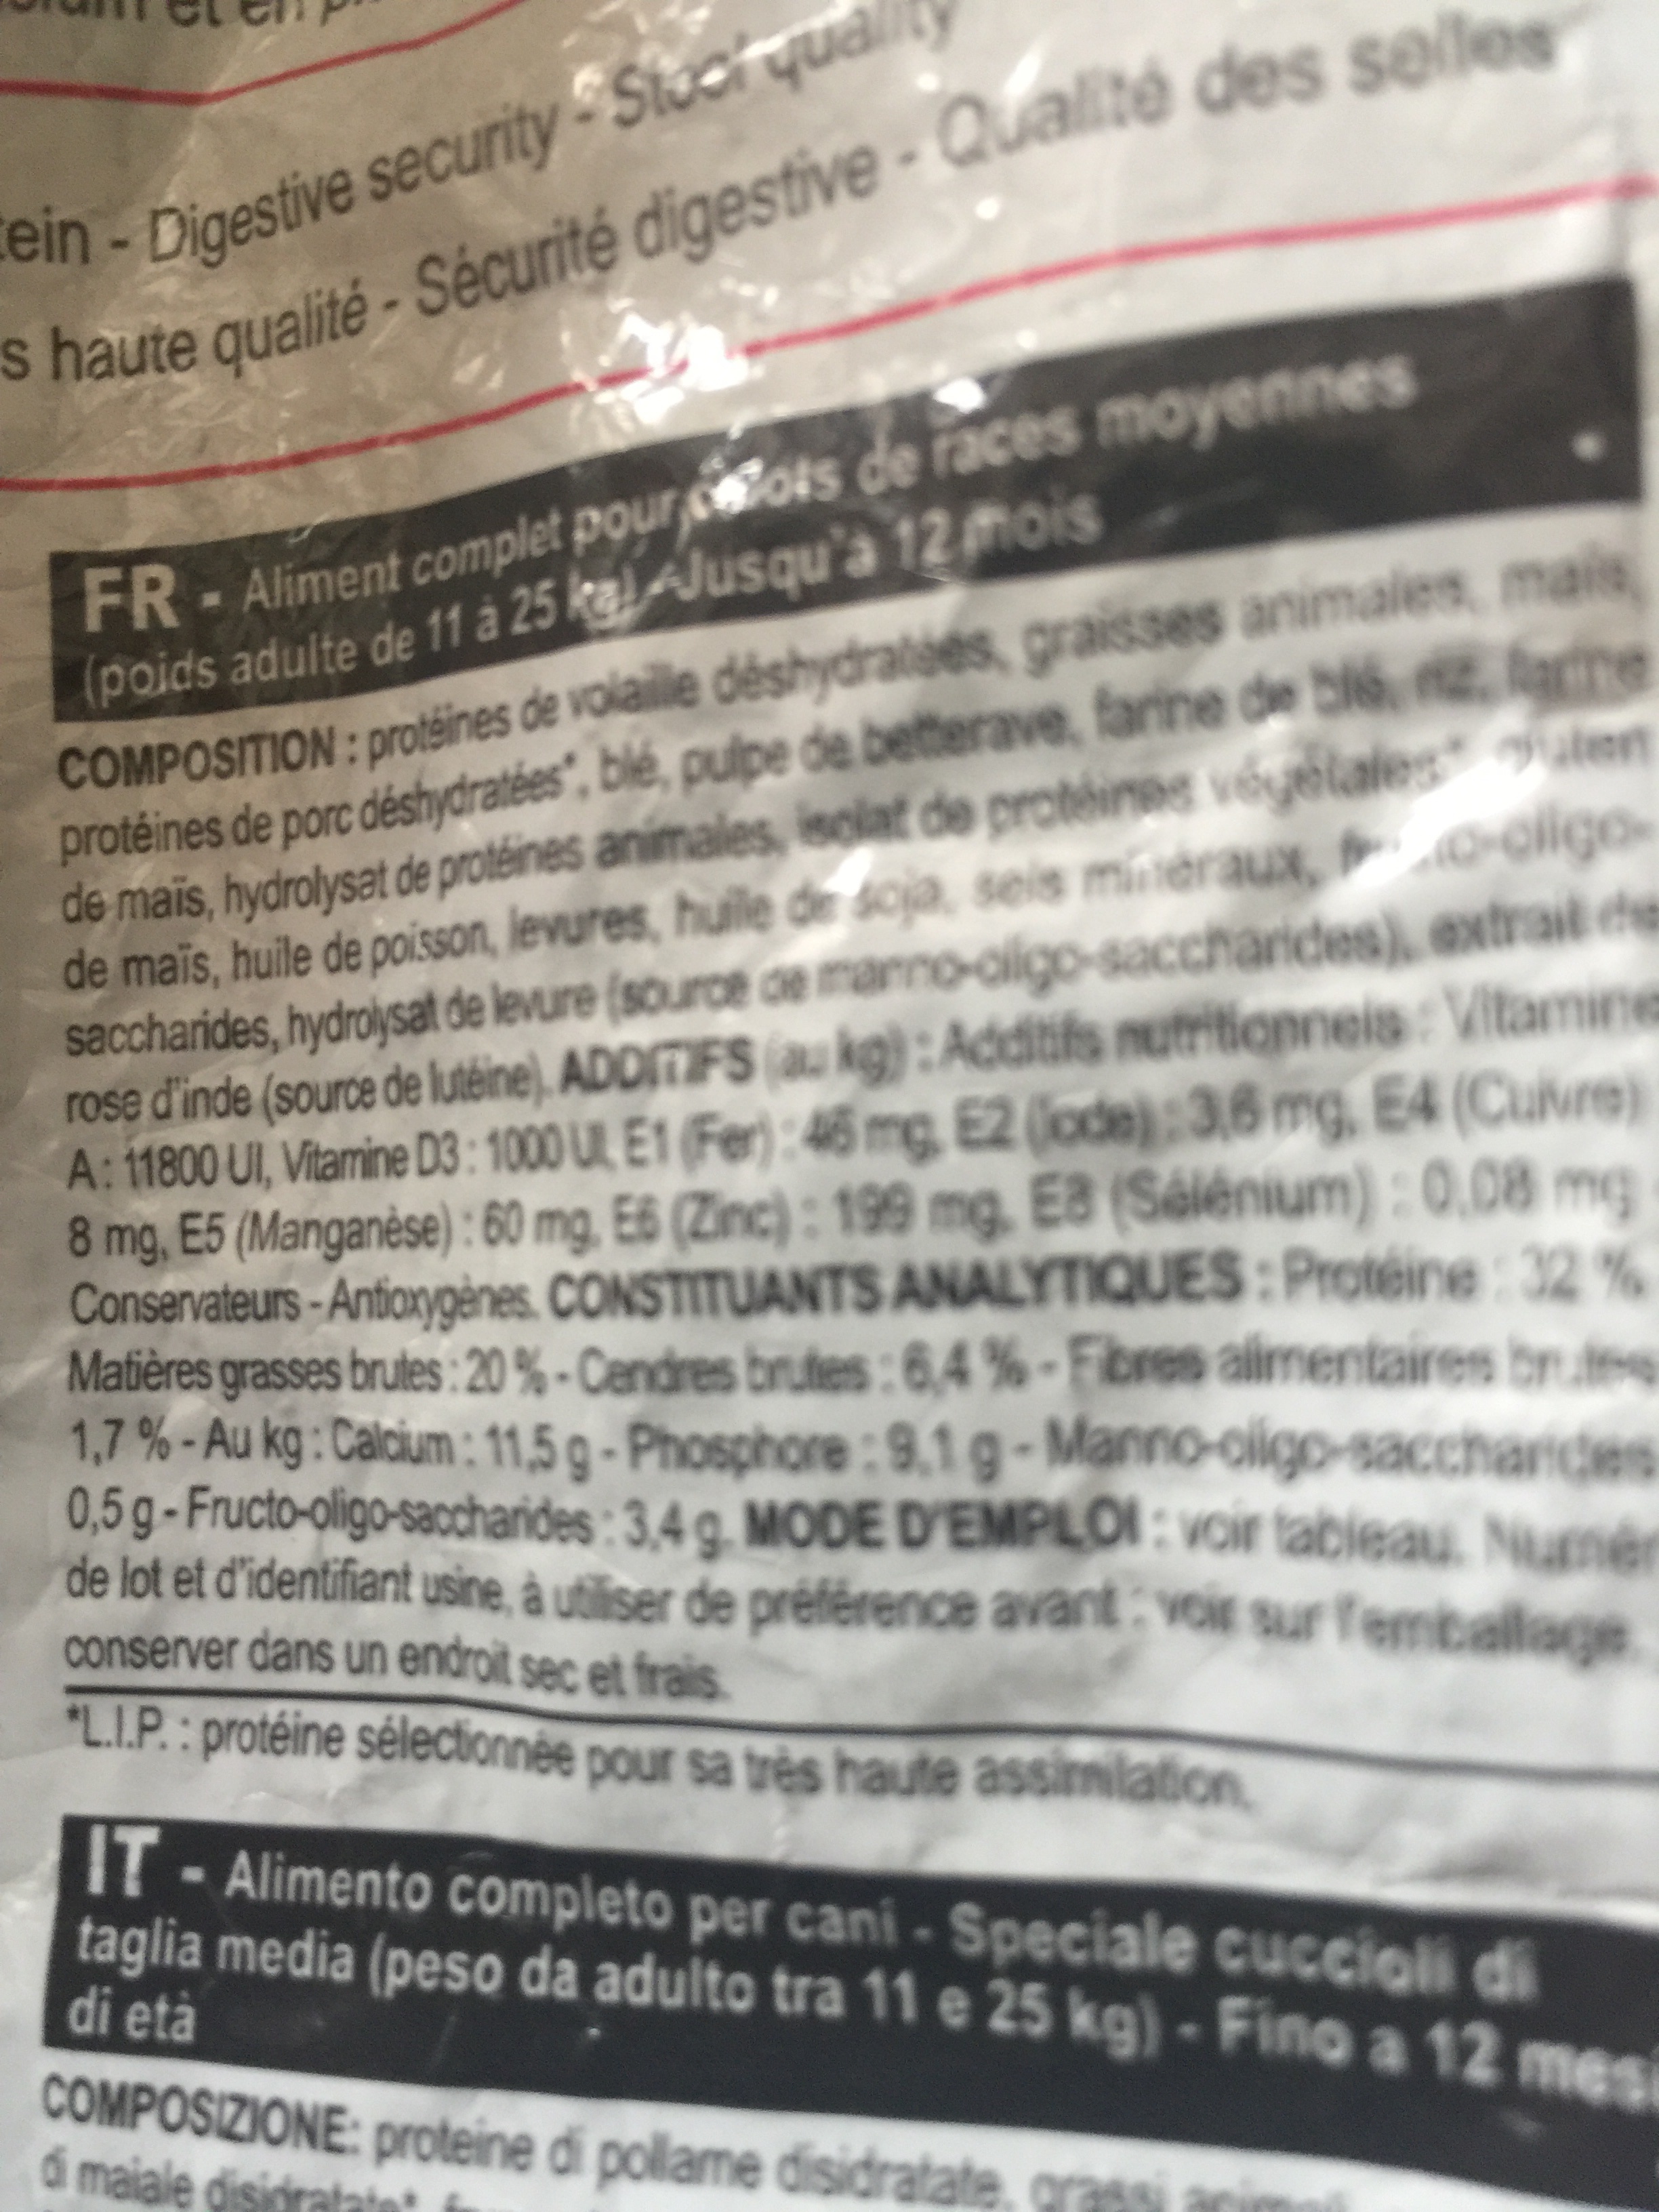 et en
tein - Digestive security - Stool quality
s haute qualité - Sécurité digestive - Qualité des selles
FR - Aliment complet pour chiots de races moyennes
(poids adulte de 11 à 25 kg) - Jusqu'à 12 mois
COMPOSITION : protéines de volaille déshydratées, graisses animales, maïs,
protéines de porc déshydratées*, blé, pulpe de betterave, farine de blé, riz, farine
de maïs, hydrolysat de protéines animales, isolat de protéines végétales*, gluten
de maïs, huile de poisson, levures, huile de soja, sels minéraux, fructo-oligo-
saccharides, hydrolysat de levure (source de manno-oligo-saccharides), extrait de
rose d'inde (source de lutéine). ADDITIFS (au kg) : Additifs nutritionnels : Vitamine
A : 11800 UI, Vitamine D3 : 1000 UI, E1 (Fer) : 46 mg, E2 (Iode) : 3,6 mg, E4 (Cuivre)
8 mg, E5 (Manganèse) : 60 mg, E6 (Zinc) : 199 mg, E8 (Sélénium) : 0,08 mg
Conservateurs - Antioxygènes. CONSTITUANTS ANALYTIQUES : Protéine : 32 %
Matières grasses brutes : 20 % - Cendres brutes : 6,4 % - Fibres alimentaires brutes
1,7 % - Au kg : Calcium : 11,5 g - Phosphore : 9,1 g - Manno-oligo-saccharides
0,5 g - Fructo-oligo-saccharides : 3,4 g. MODE D'EMPLOI : voir tableau. Numér
de lot et d'identifiant usine, à utiliser de préférence avant : voir sur l'emballage.
conserver dans un endroit sec et frais.
*L.I.P. : protéine sélectionnée pour sa très haute assimilation.
IT - Alimento completo per cani - Speciale cuccioli di
taglia media (peso da adulto tra 11 e 25 kg) - Fino a 12 mesi
di età
COMPOSIZIONE: proteine di pollame disidratate, grassi
di maiale disidratate*,